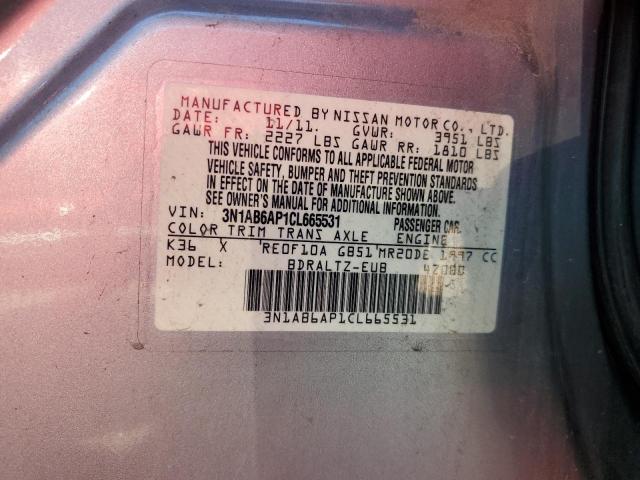 MANUFACTURED BY NISSAN MOTOR CO., LTD.
DATE: 11/11. GVWR: 3951 LBS
GAWR FR: 2227 LBS GAWR RR: 1810 LBS
THIS VEHICLE CONFORMS TO ALL APPLICABLE FEDERAL MOTOR
VEHICLE SAFETY, BUMPER AND THEFT PREVENTION STANDARDS
IN EFFECT ON THE DATE OF MANUFACTURE SHOWN ABOVE.
SEE OWNER'S MANUAL FOR ADDITIONAL INFORMATION.
VIN: 3N1AB6AP1CL665531 PASSENGER CAR.
COLOR TRIM TRANS AXLE ENGINE
K36 X RE0F10A GB51 MR20DE 1997 CC
MODEL: BDRALTZ-EUB
3N1AB6AP1CL665531